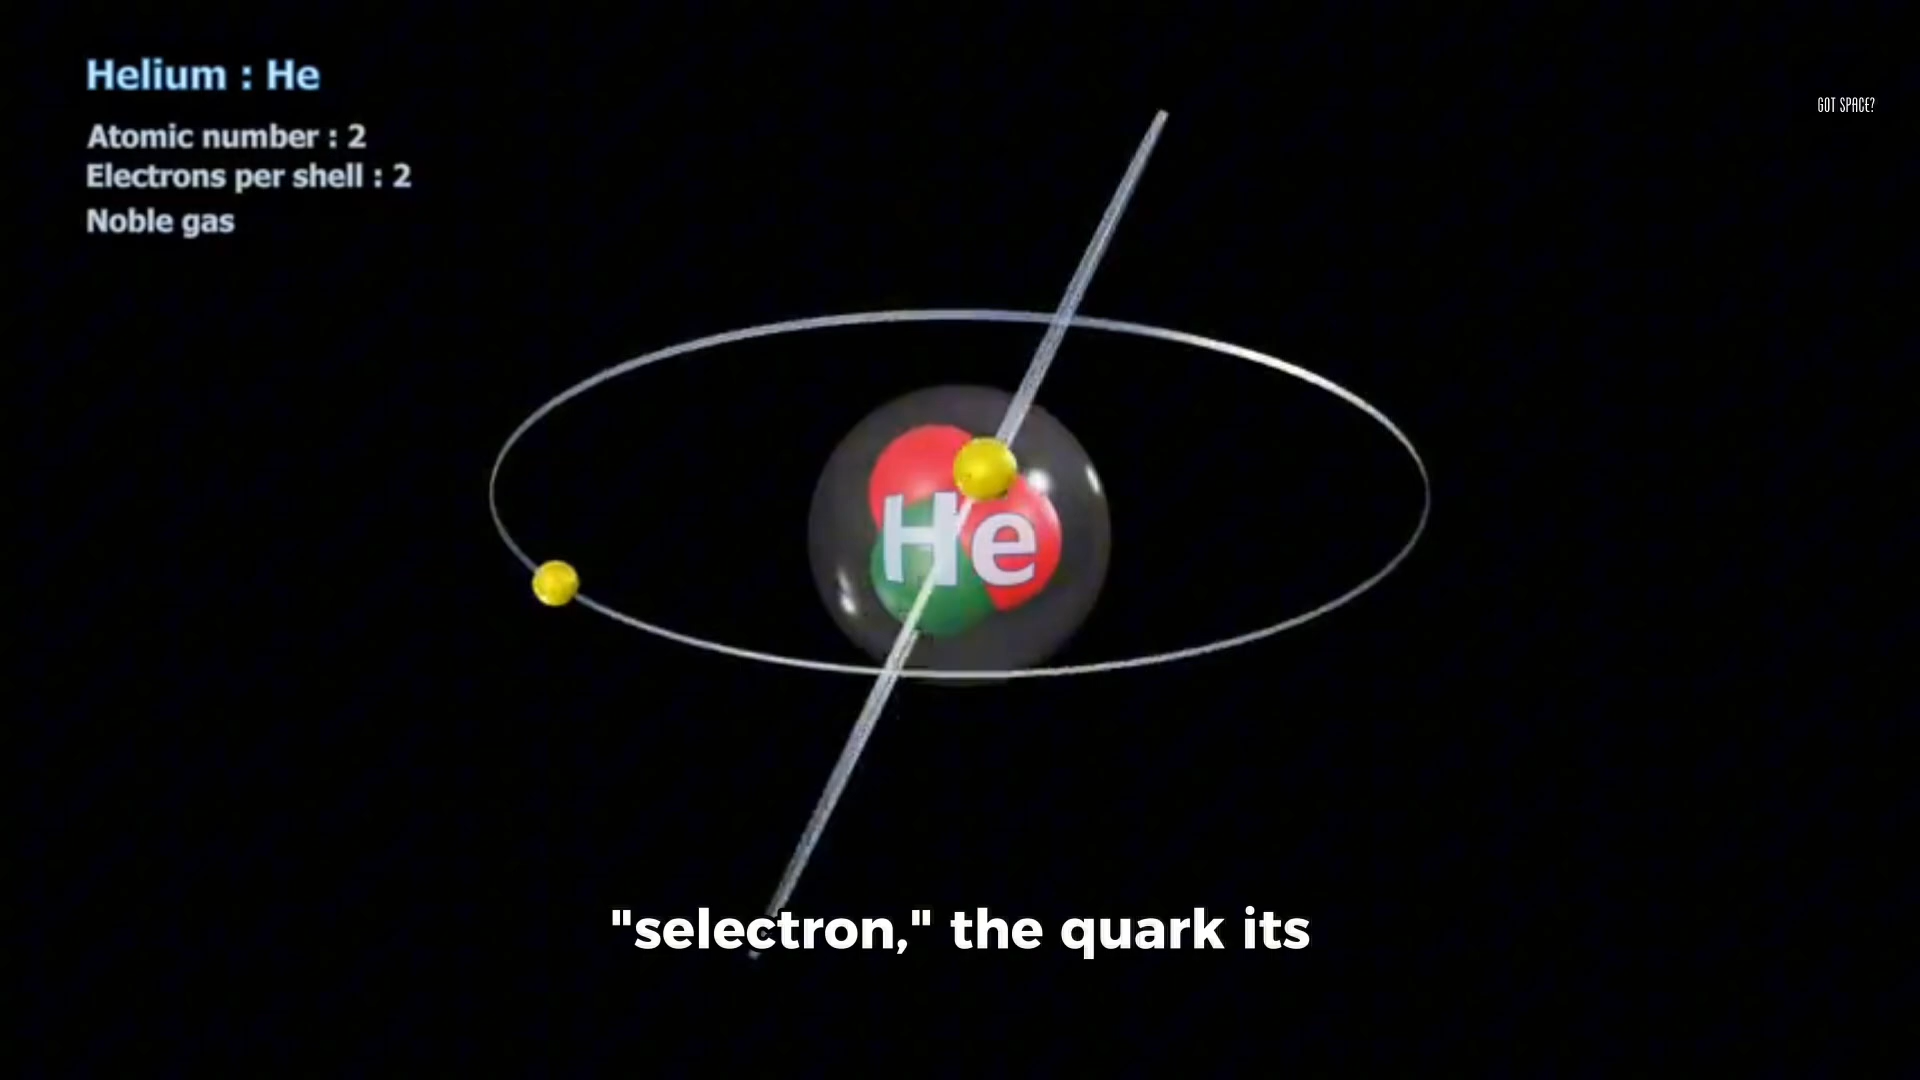 Helium : He
GOT SPACE?
Atomic number : 2
Electrons per shell : 2
Noble gas
He
"selectron," the quark its